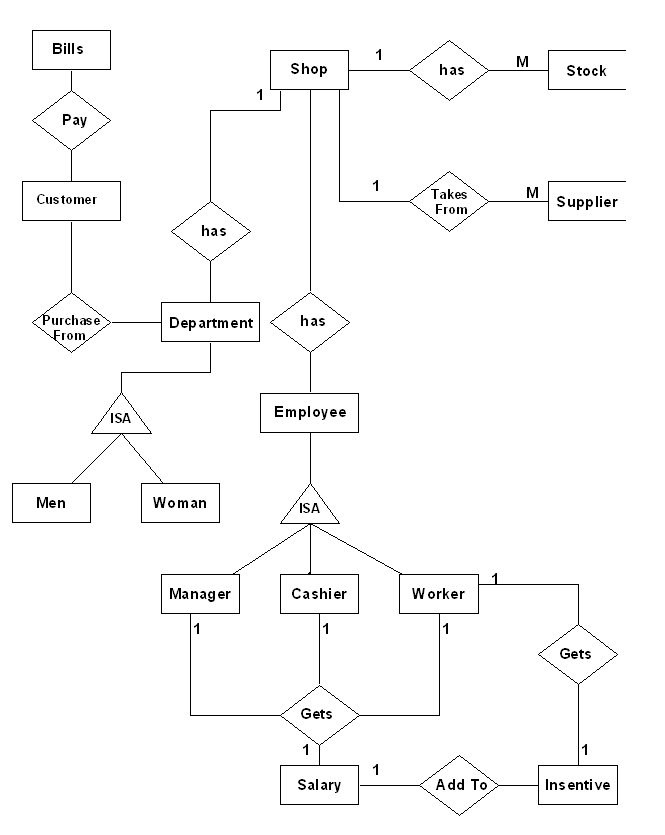 Bills
Shop
1
has
M
Stock
1
Pay
Customer
1
Takes
From
M
Supplier
has
Purchase
From
Department
has
ISA
Employee
Men
Woman
ISA
Manager
Cashier
Worker
1
1
1
1
Gets
Gets
1
1
Salary
1
Add To
Insentive